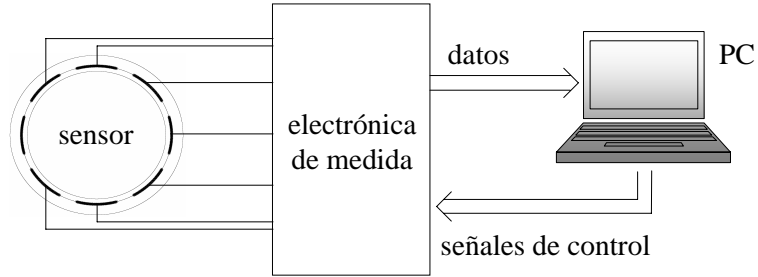 datos
PC
sensor
electrónica
de medida
señales de control